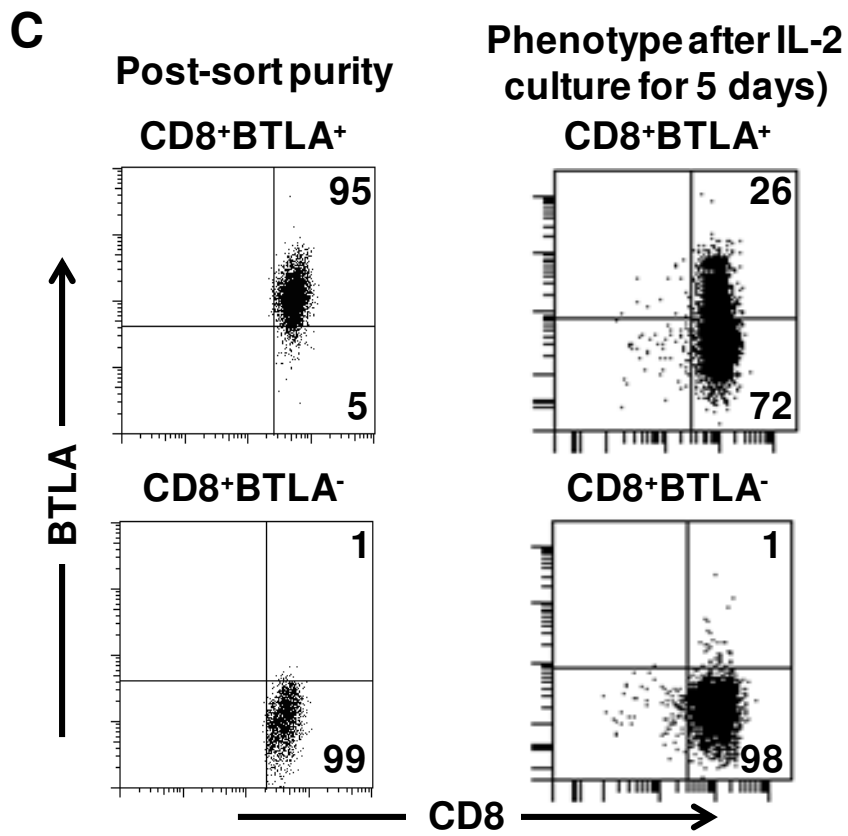 C
Post-sort purity
Phenotype after IL-2
culture for 5 days)
CD8⁺BTLA⁺
CD8⁺BTLA⁺
95
5
26
72
CD8⁺BTLA⁻
CD8⁺BTLA⁻
1
99
1
98
BTLA
CD8